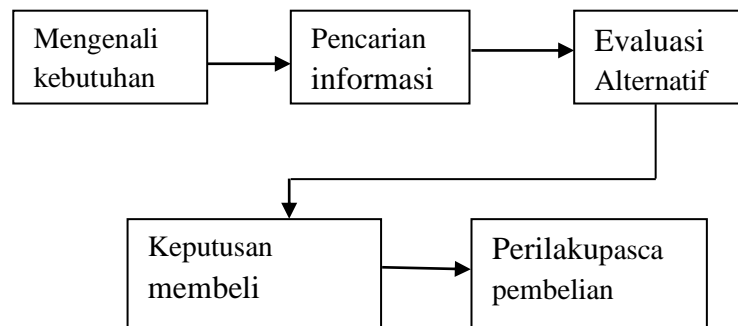 Mengenali
kebutuhan
Pencarian
informasi
Evaluasi
Alternatif
Keputusan
membeli
Perilakupasca
pembelian